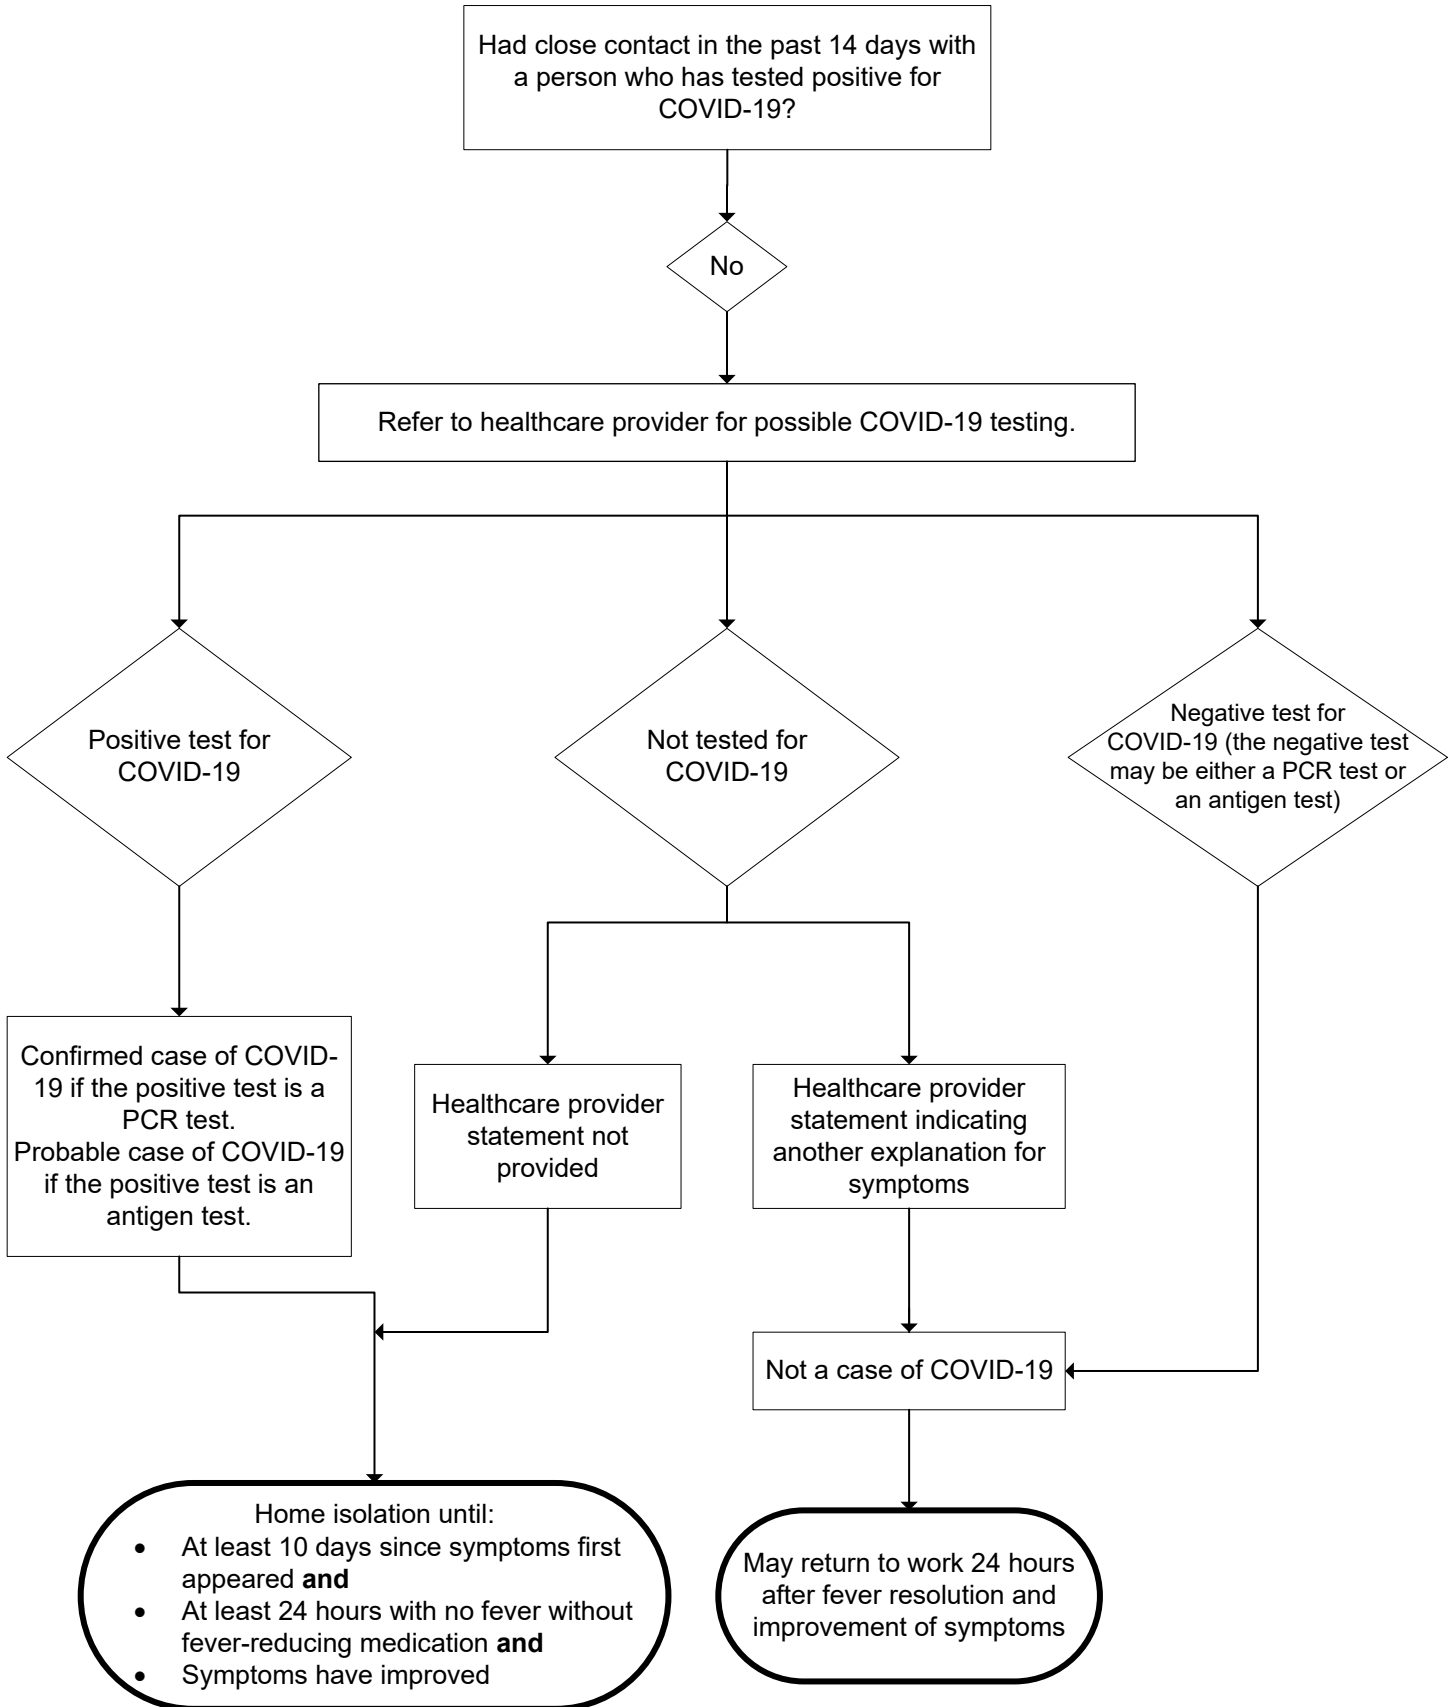 Had close contact in the past 14 days with
a person who has tested positive for
COVID-19?
No
Refer to healthcare provider for possible COVID-19 testing.
Positive test for
COVID-19
Not tested for
COVID-19
Negative test for
COVID-19 (the negative test
may be either a PCR test or
an antigen test)
Confirmed case of COVID-
19 if the positive test is a
PCR test.
Probable case of COVID-19
if the positive test is an
antigen test.
Healthcare provider
statement not
provided
Healthcare provider
statement indicating
another explanation for
symptoms
Not a case of COVID-19
Home isolation until:
• At least 10 days since symptoms first
appeared and
• At least 24 hours with no fever without
fever-reducing medication and
• Symptoms have improved
May return to work 24 hours
after fever resolution and
improvement of symptoms